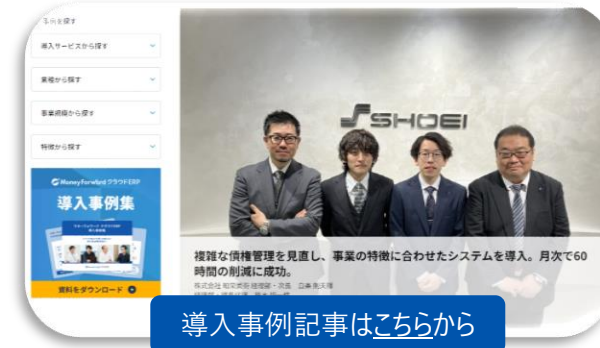 事例を探す
導入サービスから探す
業種から探す
事業規模から探す
特徴から探す
Money Forward クラウドERP
導入事例集
資料をダウンロード
SHOEI
複雑な債権管理を見直し、事業の特徴に合わせたシステムを導入。月次で60
時間の削減に成功。
導入事例記事はこちらから